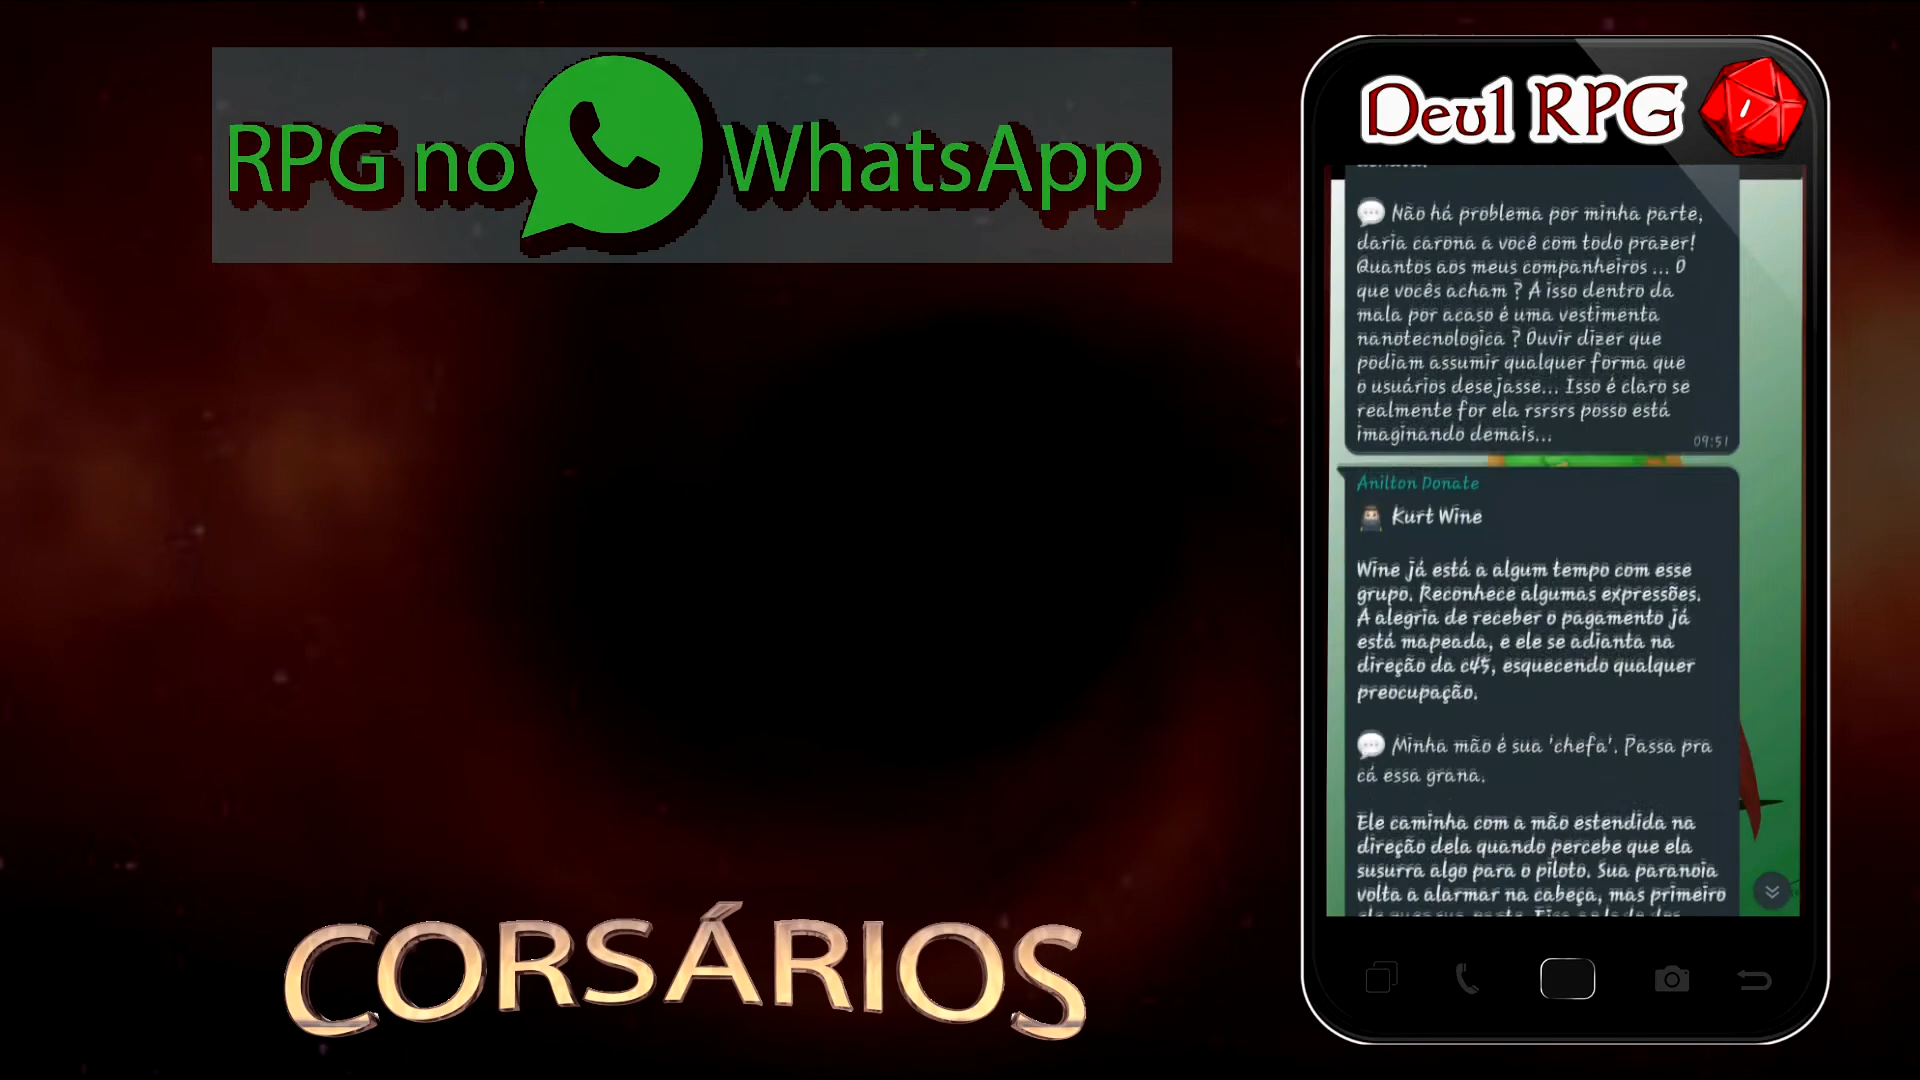 RPG no WhatsApp
Deu1 RPG
Não há problema por minha parte,
daria carona a você com todo prazer!
Quantos aos meus companheiros ... O
que vocês acham ? A isso dentro da
mala por acaso é uma vestimenta
nanotecnologica ? Ouvir dizer que
podiam assumir qualquer forma que
o usuários desejasse... Isso é claro se
realmente for ela rsrsrs posso está
imaginando demais...
09:51
Anilton Donate
Kurt Wine
Wine já está a algum tempo com esse
grupo. Reconhece algumas expressões.
A alegria de receber o pagamento já
está mapeada, e ele se adianta na
direção da c45, esquecendo qualquer
preocupação.
Minha mão é sua 'chefa'. Passa pra
cá essa grana.
Ele caminha com a mão estendida na
direção dela quando percebe que ela
susurra algo para o piloto. Sua paranoia
volta a alarmar na cabeça, mas primeiro
CORSÁRIOS